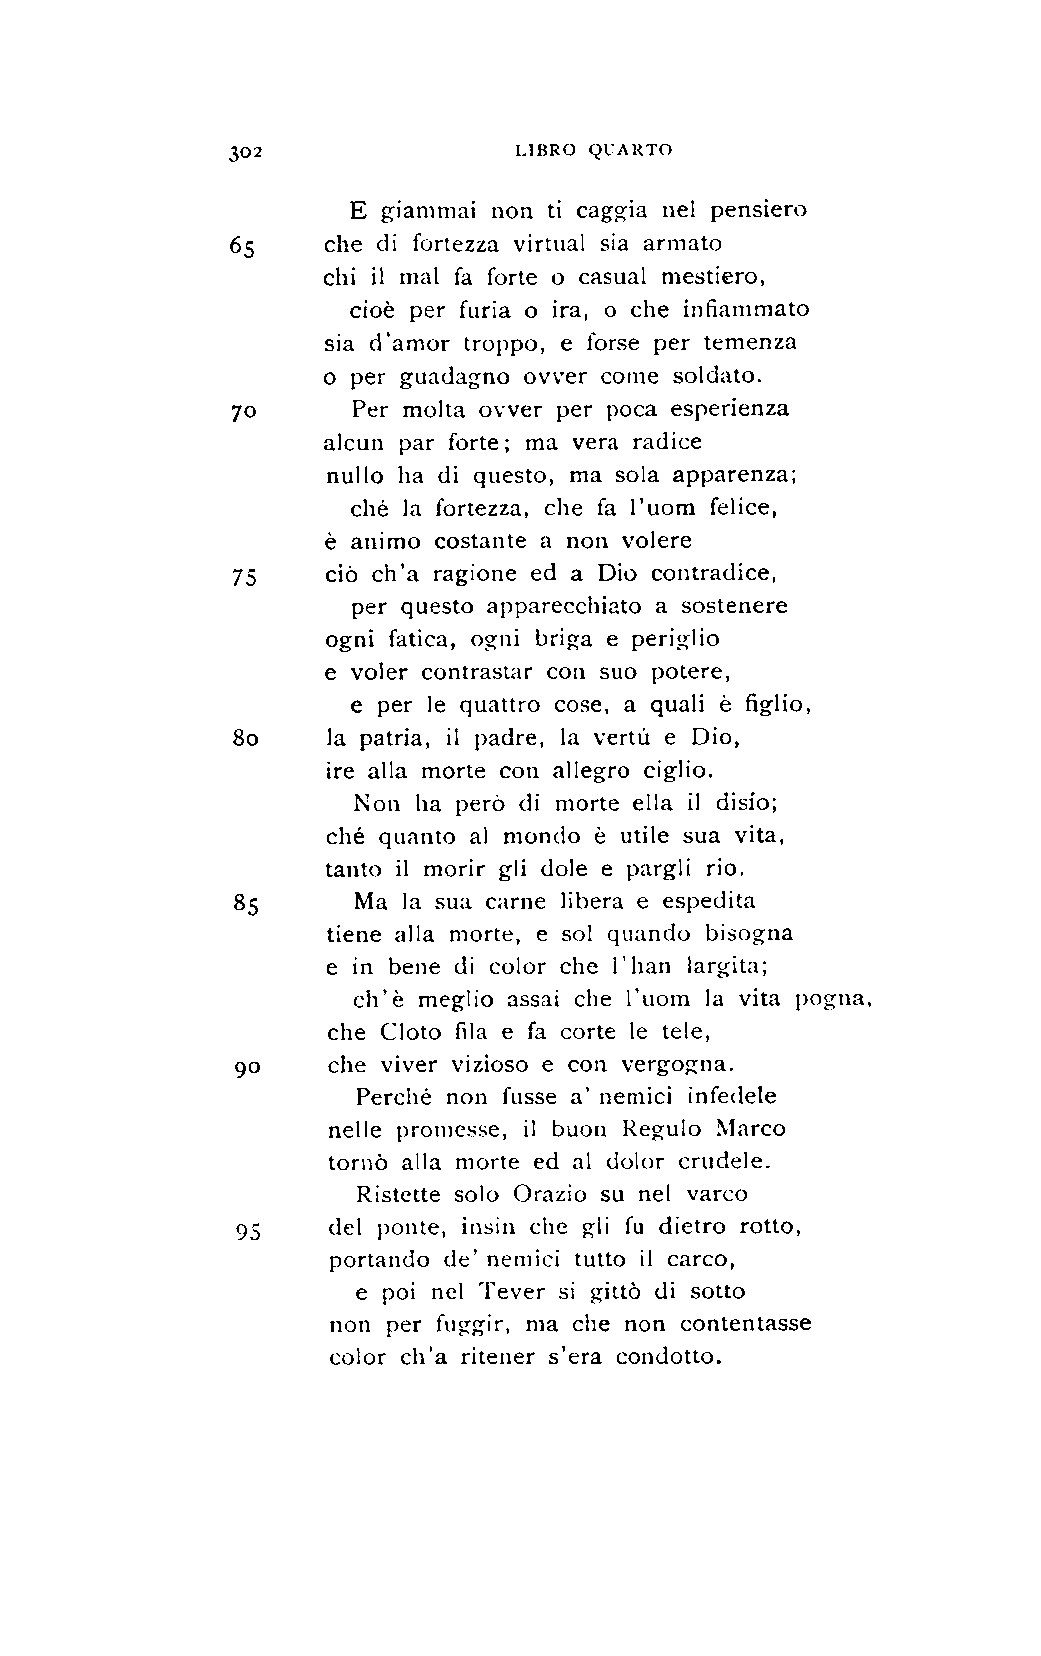 302 LIBRO QUARTO
E giammai non ti caggia nel pensiero
65 che di fortezza virtual sia armato
chi il mal fa forte o casual mestiero,
cioè per furia o ira, o che infiammato
sia d'amor troppo, e forse per temenza
o per guadagno ovver come soldato.
70 Per molta ovver per poca esperienza
alcun par forte; ma vera radice
nullo ha di questo, ma sola apparenza;
ché la fortezza, che fa l'uom felice,
è animo costante a non volere
75 ciò ch'a ragione ed a Dio contradice,
per questo apparecchiato a sostenere
ogni fatica, ogni briga e periglio
e voler contrastar con suo potere,
e per le quattro cose, a quali è figlio,
80 la patria, il padre, la vertú e Dio,
ire alla morte con allegro ciglio.
Non ha però di morte ella il disío;
ché quanto al mondo è utile sua vita,
tanto il morir gli dole e pargli rio.
85 Ma la sua carne libera e espedita
tiene alla morte, e sol quando bisogna
e in bene di color che l'han largita;
ch'è meglio assai che l'uom la vita pogna,
che Cloto fila e fa corte le tele,
90 che viver vizioso e con vergogna.
Perché non fusse a' nemici infedele
nelle promesse, il buon Regulo Marco
tornò alla morte ed al dolor crudele.
Ristette solo Orazio su nel varco
95 del ponte, insin che gli fu dietro rotto,
portando de' nemici tutto il carco,
e poi nel Tever si gittò di sotto
non per fuggir, ma che non contentasse
color ch'a ritener s'era condotto.